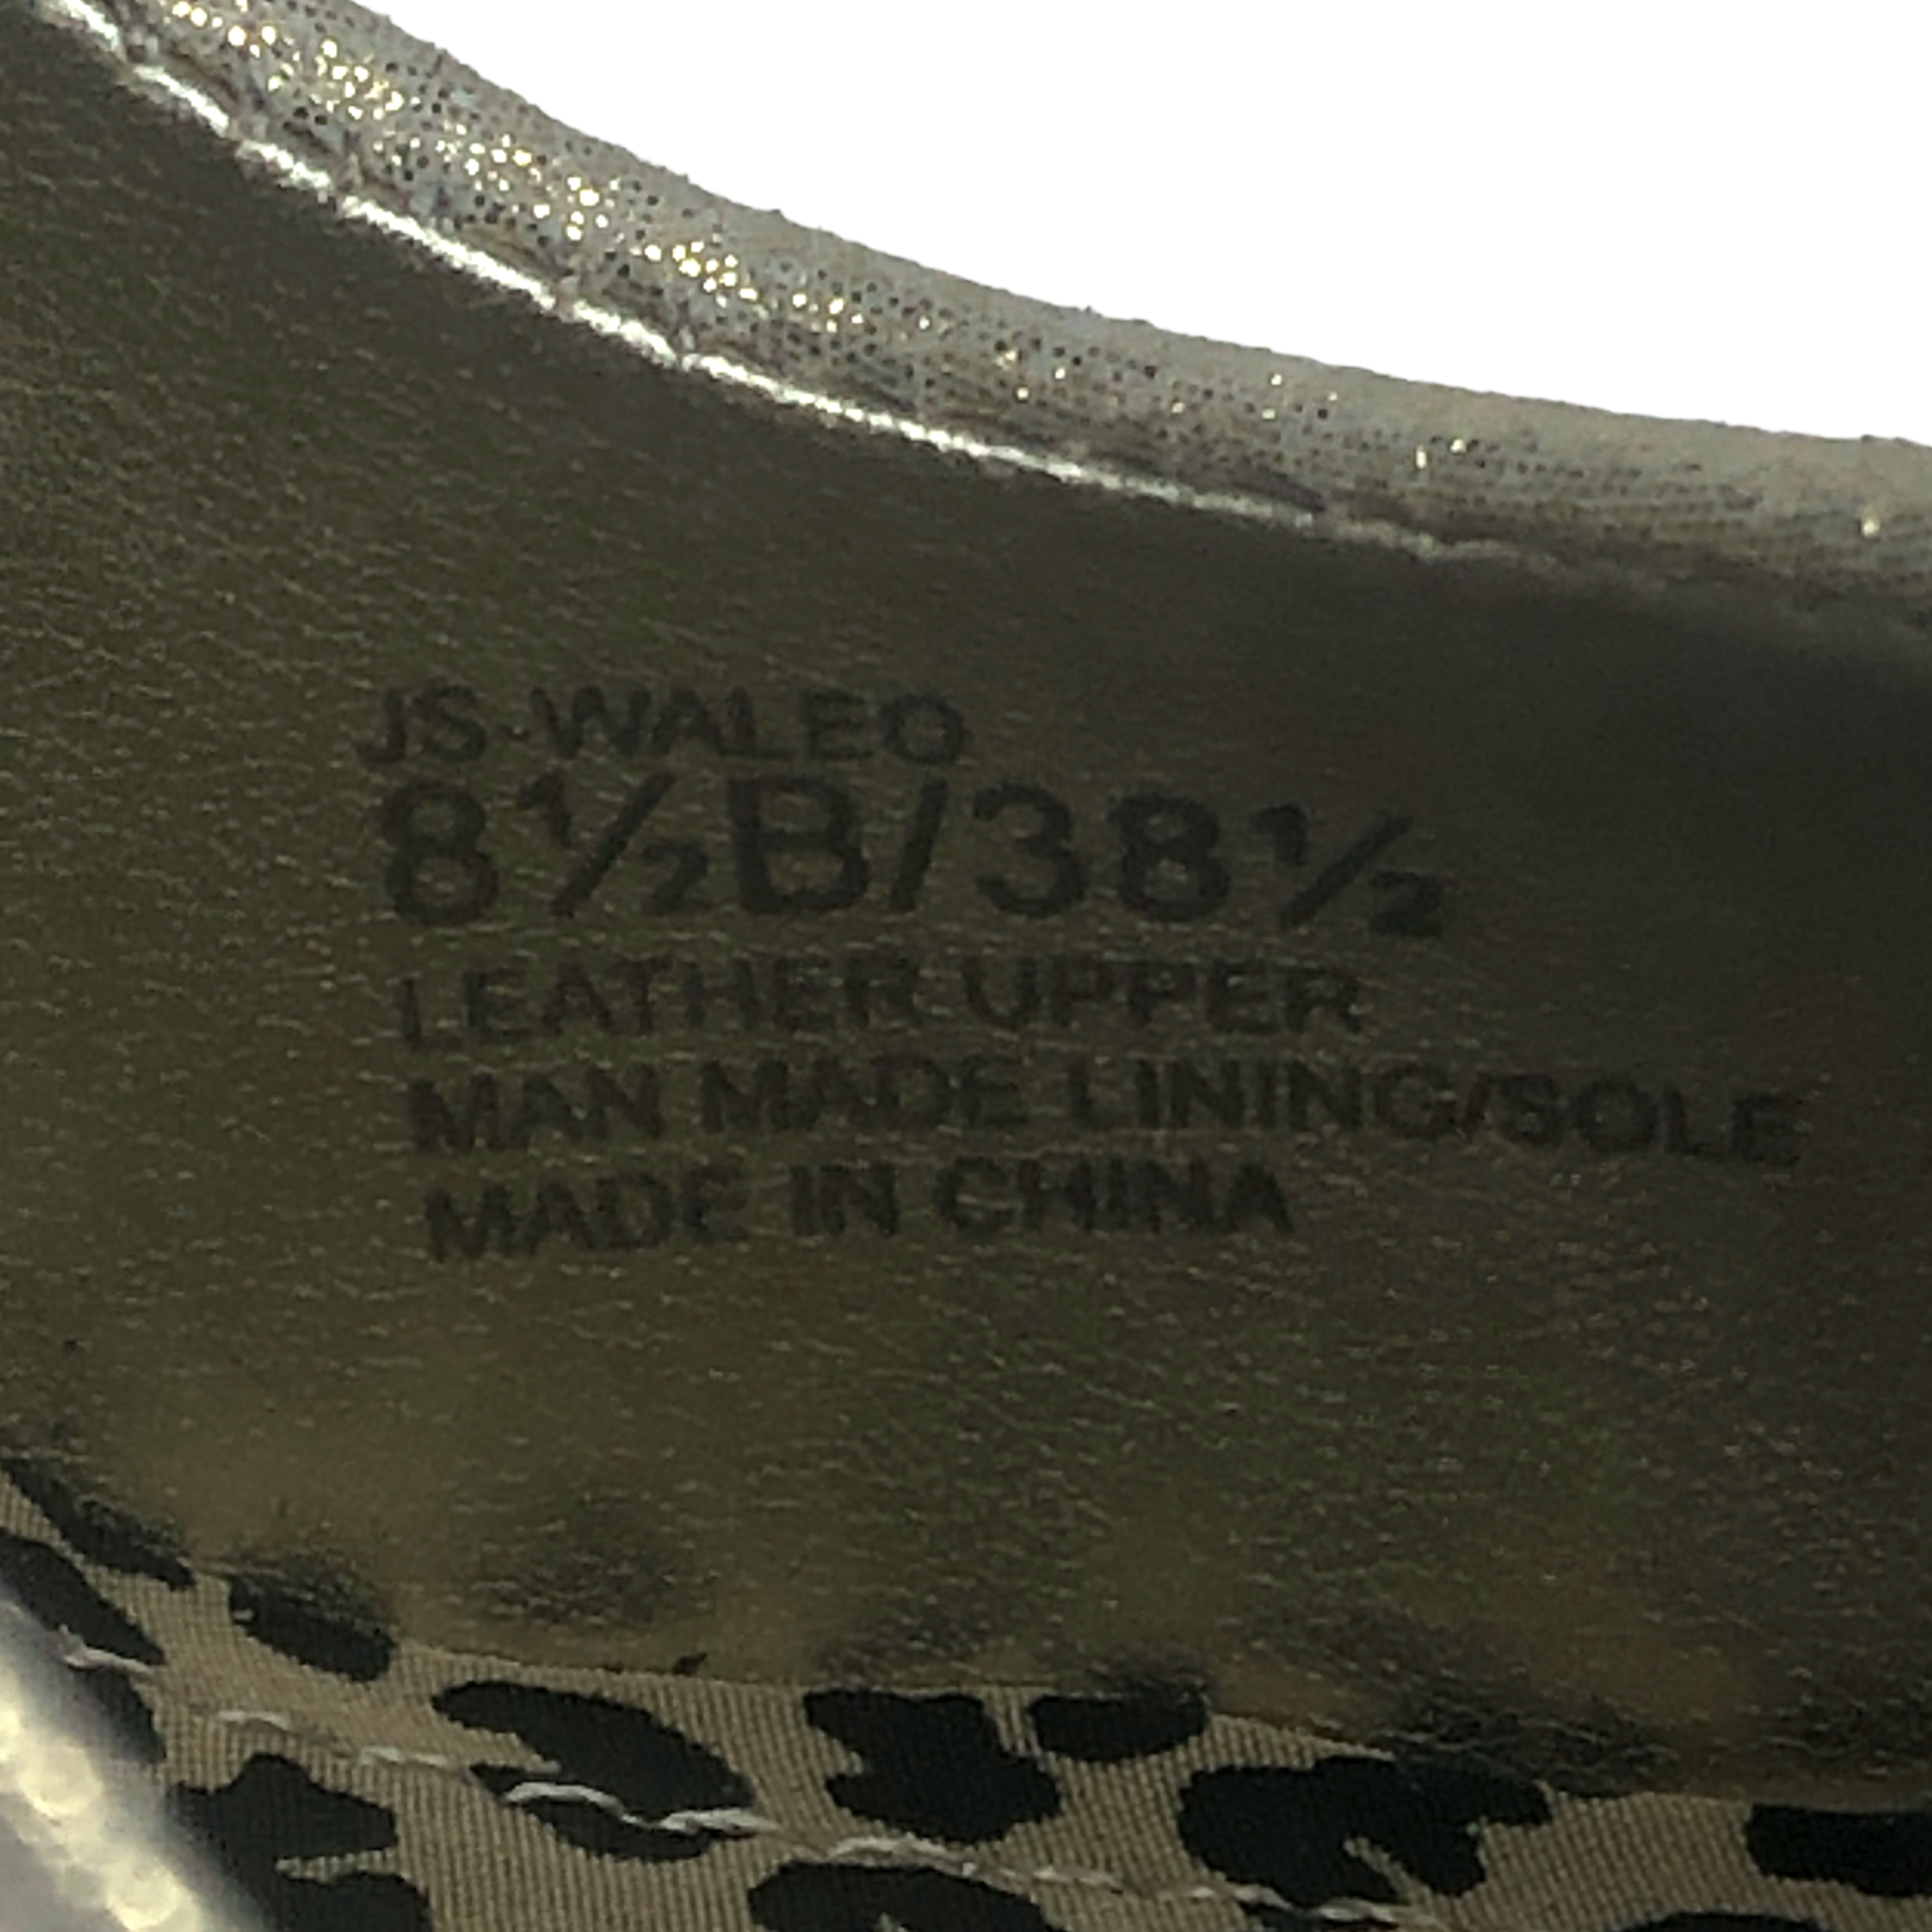 JS-WALEO
8½B/38½
LEATHER UPPER
MAN MADE LINING/SOLE
MADE IN CHINA